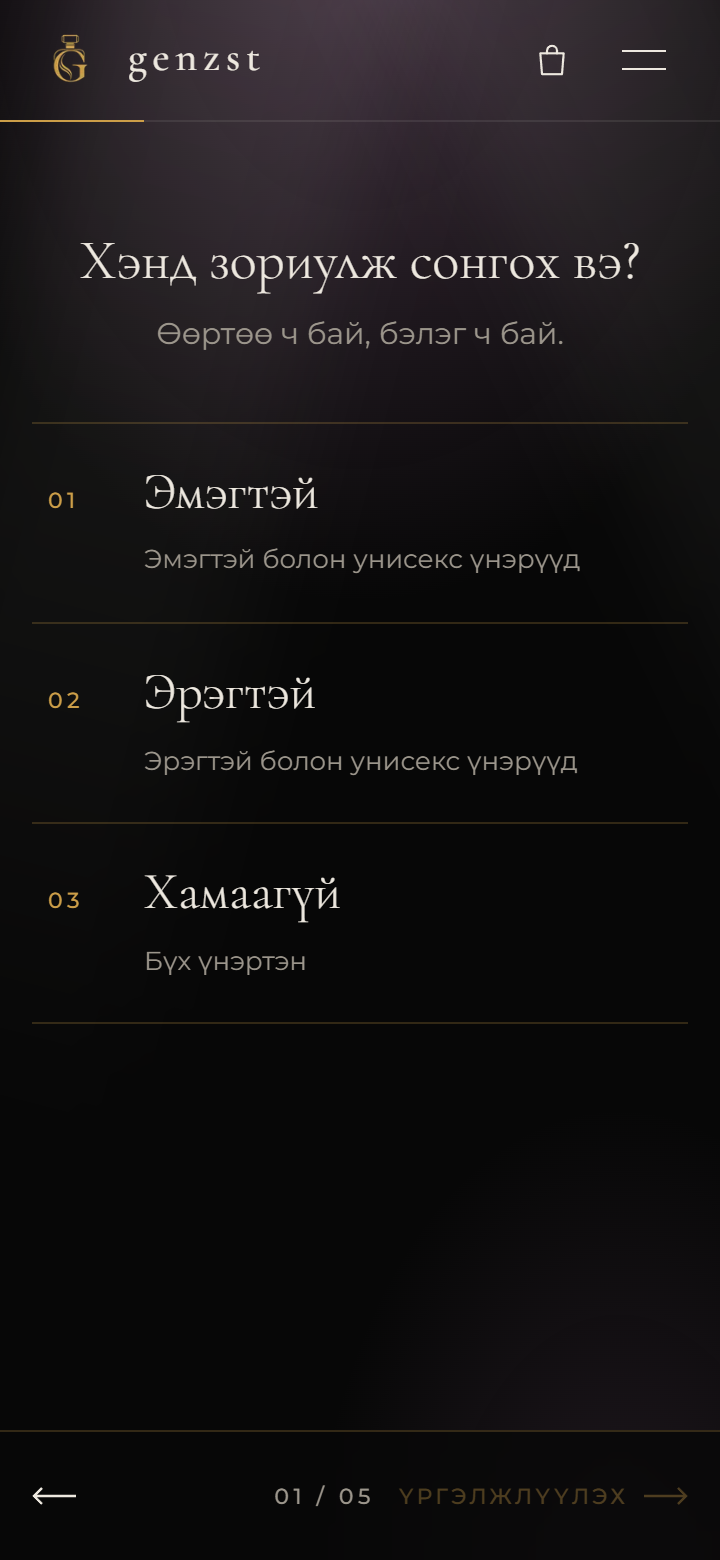 genzst
Хэнд зориулж сонгох вэ?
Өөртөө ч бай, бэлэг ч бай.
01 Эмэгтэй
Эмэгтэй болон унисекс үнэрүүд
02 Эрэгтэй
Эрэгтэй болон унисекс үнэрүүд
03 Хамаагүй
Бүх үнэртэн
01 / 05 ҮРГЭЛЖЛҮҮЛЭХ